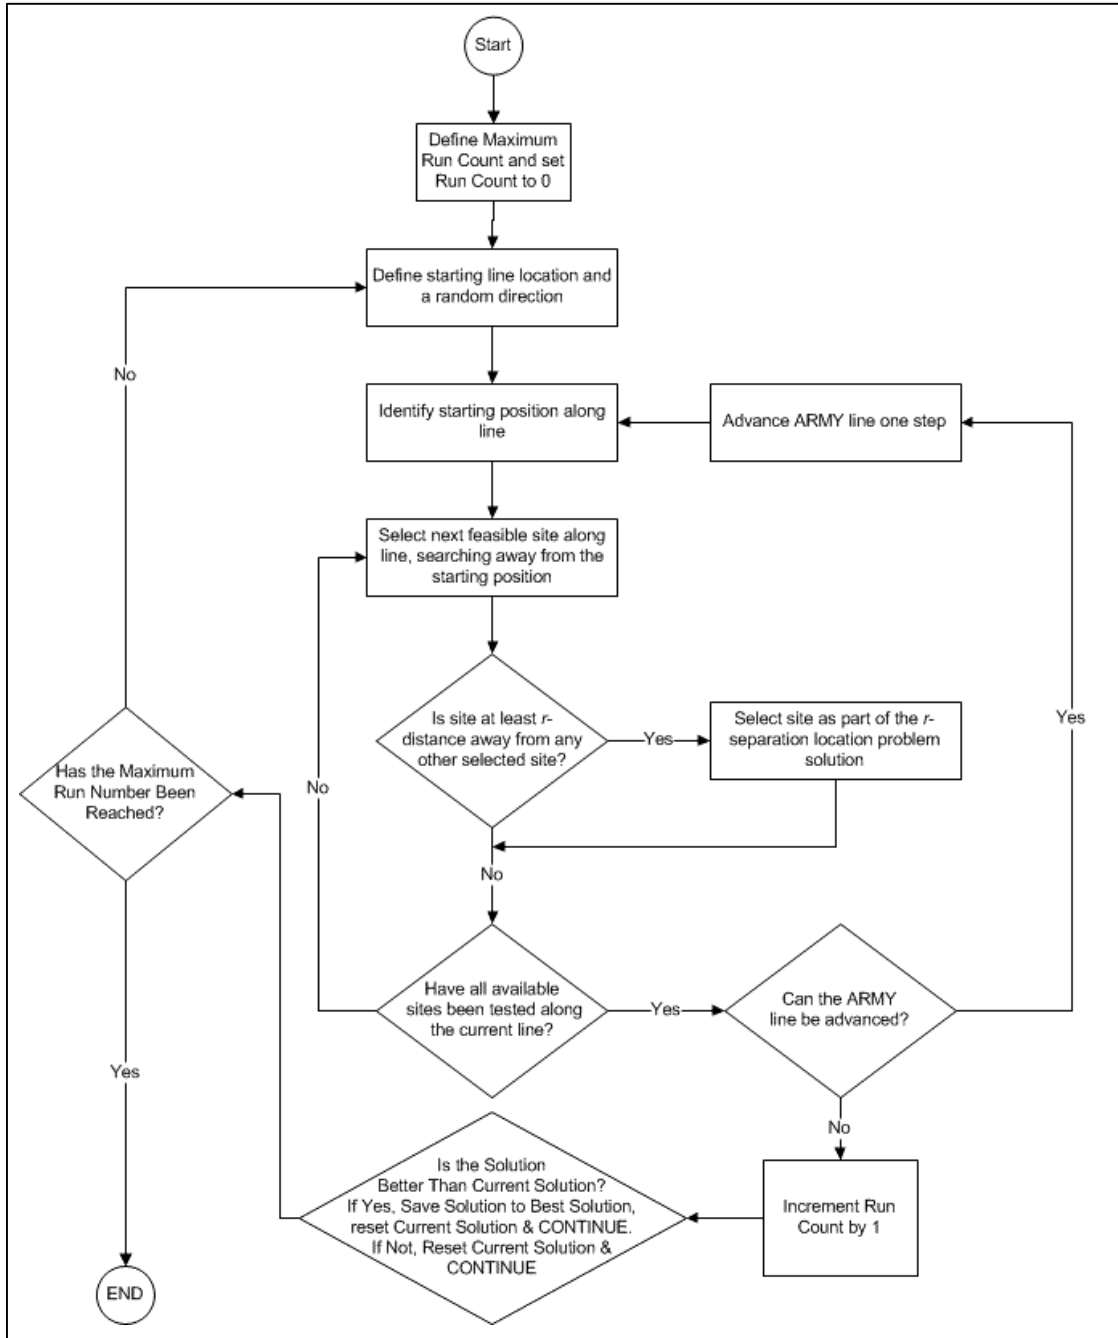 Start
Define Maximum
Run Count and set
Run Count to 0
Define starting line location and
a random direction
No
Identify starting position along
line
Advance ARMY line one step
Select next feasible site along
line, searching away from the
starting position
Is site at least r-
distance away from any
other selected site?
Yes
Select site as part of the r-
separation location problem
solution
Yes
Has the Maximum
Run Number Been
Reached?
No
No
Have all available
sites been tested along
the current line?
Yes
Can the ARMY
line be advanced?
Yes
No
Is the Solution
Better Than Current Solution?
If Yes, Save Solution to Best Solution,
reset Current Solution & CONTINUE.
If Not, Reset Current Solution &
CONTINUE
Increment Run
Count by 1
END